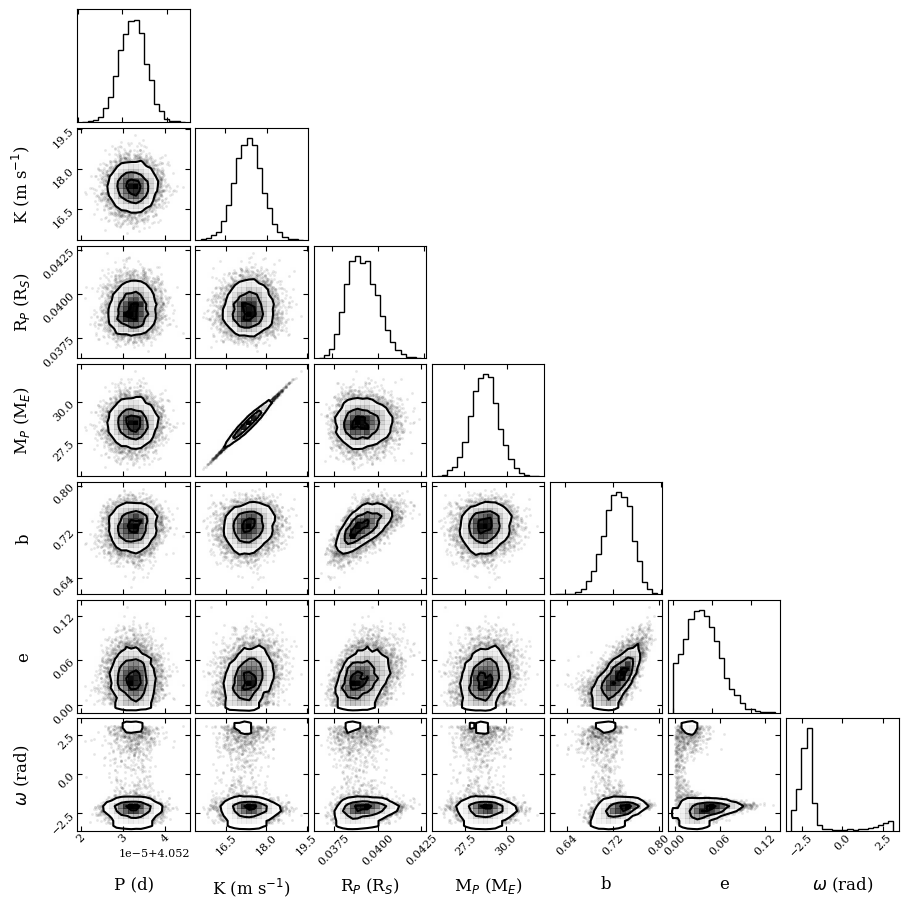 K (m s⁻¹)
19.5
18.0
16.5
R_P (R_S)
0.0425
0.0400
0.0375
M_P (M_E)
30.0
27.5
b
0.80
0.72
0.64
e
0.12
0.06
0.00
ω (rad)
2.5
0.0
−2.5
2 3 4 16.5 18.0 19.5 0.0375 0.0400 0.0425 27.5 30.0 0.64 0.72 0.80 0.00 0.06 0.12 −2.5 0.0 2.5
1e-5+4.052
P (d) K (m s⁻¹) R_P (R_S) M_P (M_E) b e ω (rad)